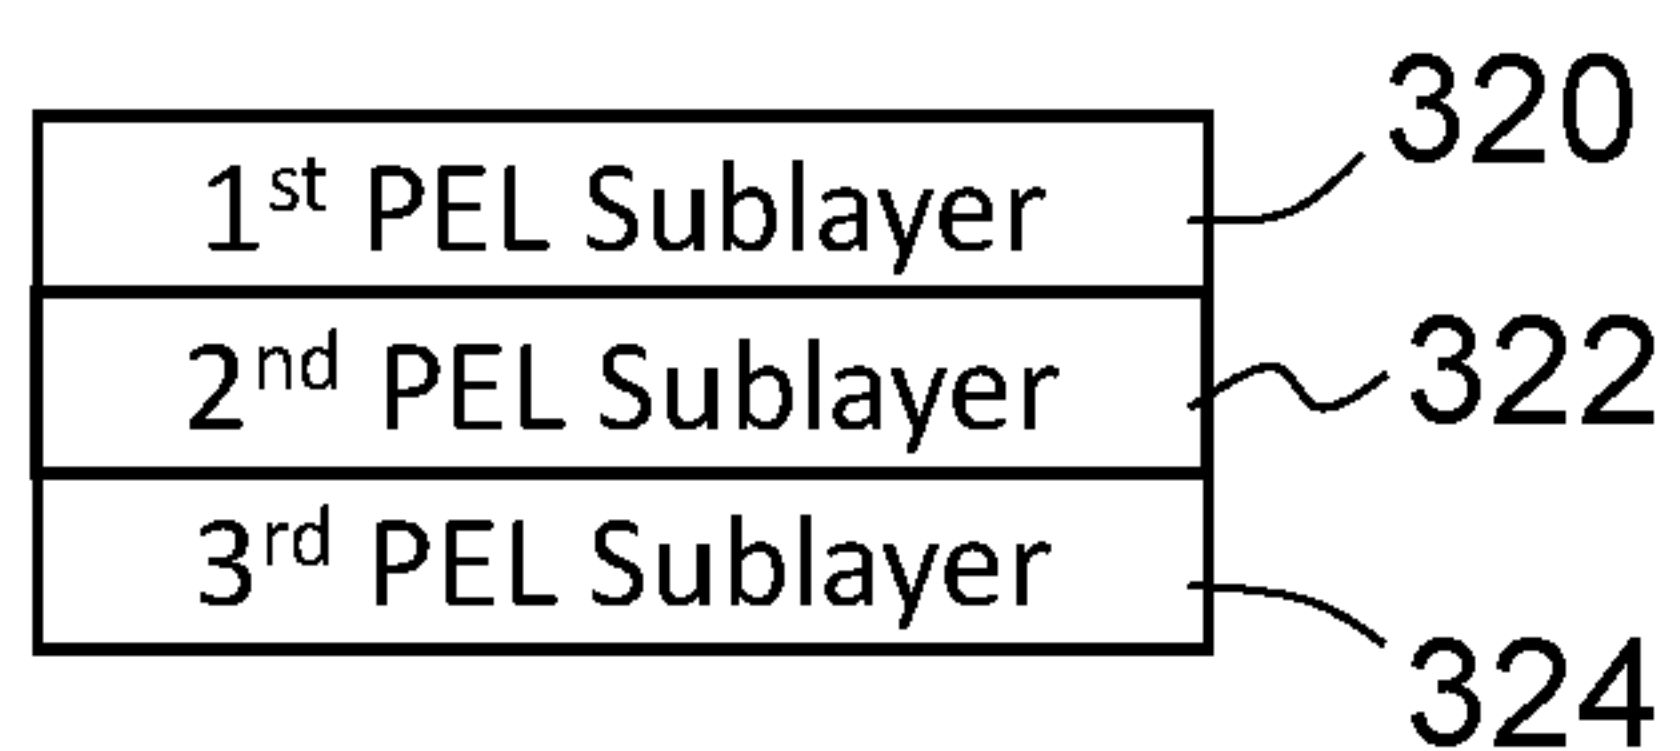 320
1st PEL Sublayer
2nd PEL Sublayer
322
3rd PEL Sublayer
324